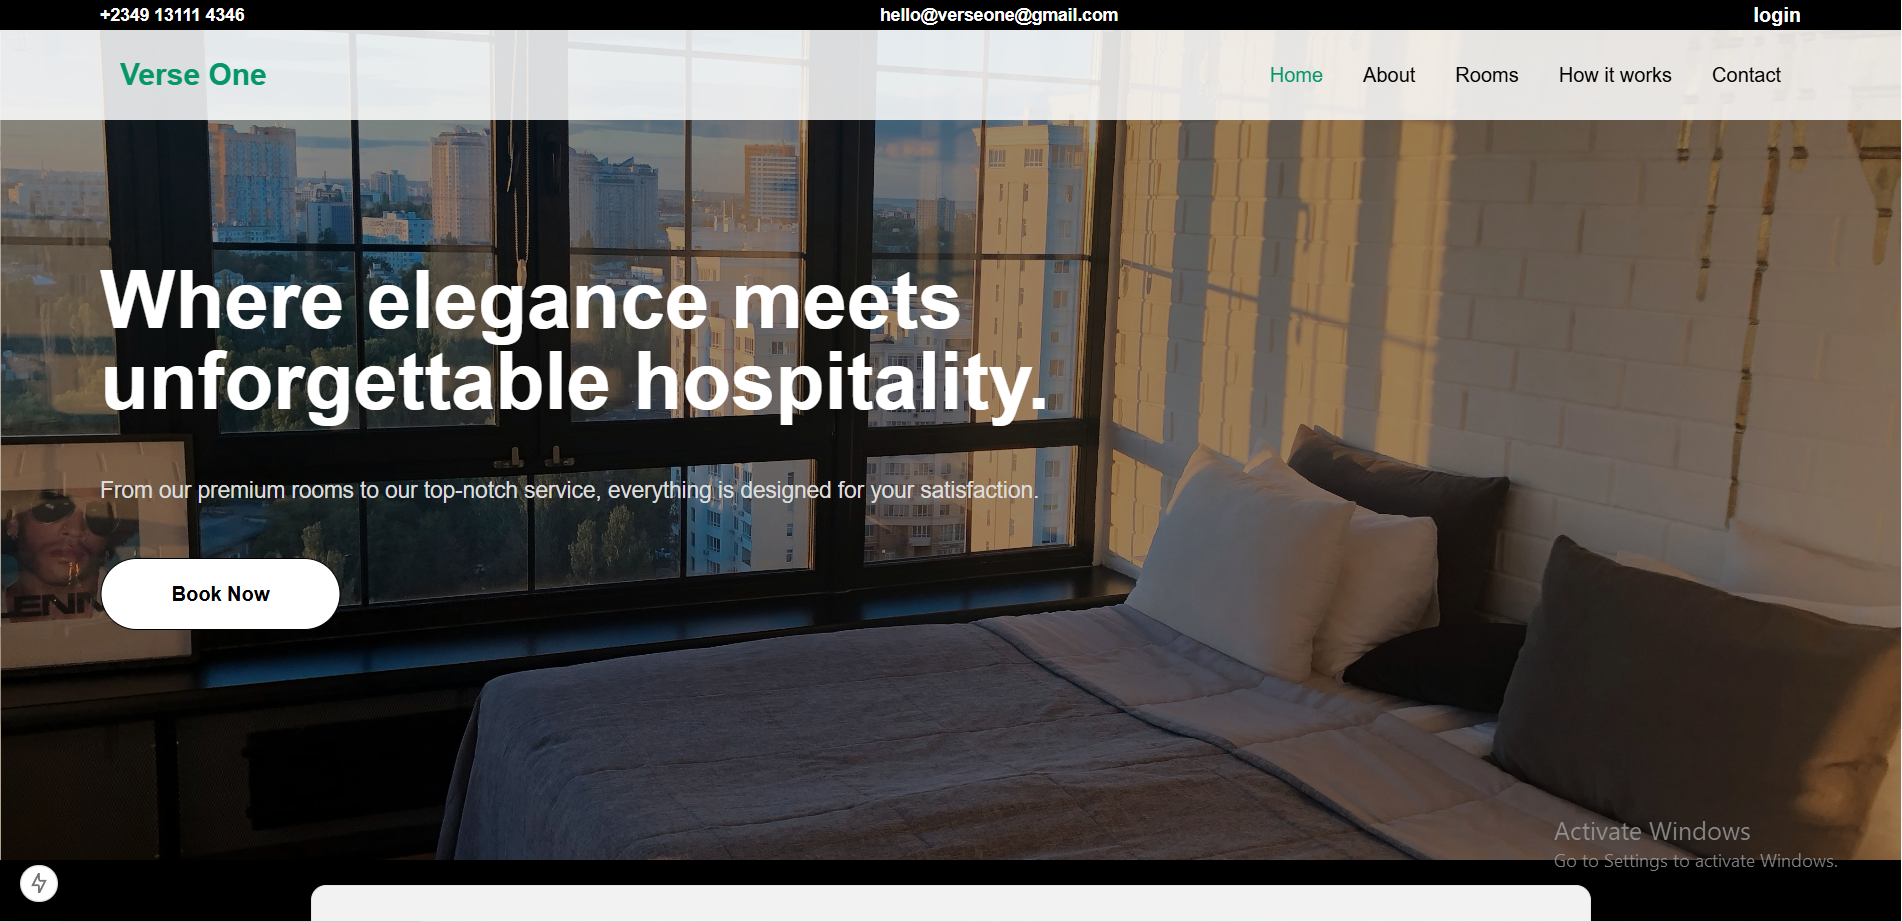 +2349 13111 4346 hello@verseone@gmail.com login
Verse One Home About Rooms How it works Contact
Where elegance meets
unforgettable hospitality.
From our premium rooms to our top-notch service, everything is designed for your satisfaction.
Book Now
Activate Windows
Go to Settings to activate Windows.